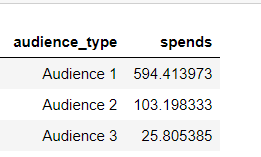 audience_type spends
Audience 1 594.413973
Audience 2 103.198333
Audience 3 25.805385